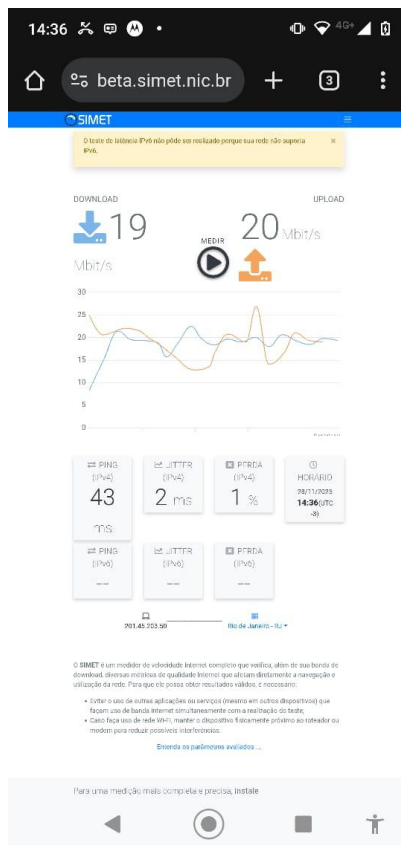 14:36
4G+
beta.simet.nic.br
3
SIMET
O teste de latência IPv6 não pôde ser realizado porque sua rede não suporta
IPv6.
×
DOWNLOAD
UPLOAD
19
Mbit/s
MEDIR
20 Mbit/s
30
25
20
15
10
5
0
PING
(IPv4)
43
ms
JITTER
(IPv4)
2 ms
PERDA
(IPv4)
1 %
HORÁRIO
28/11/2023
14:36(UTC
-3)
PING
(IPv6)
--
JITTER
(IPv6)
--
PERDA
(IPv6)
--
201.45.203.50
Rio de Janeiro - RJ
O SIMET é um medidor de velocidade internet completo que verifica, além de sua banda de
download, diversas métricas de qualidade Internet que afetam diretamente a navegação e
utilização da rede. Para que ele possa obter resultados válidos, é necessário:
• Evitar o uso de outras aplicações ou serviços (mesmo em outros dispositivos) que
façam uso de banda Internet simultaneamente com a realização do teste;
• Caso faça uso de rede WI-FI, manter o dispositivo fisicamente próximo ao roteador ou
modem para reduzir possíveis interferências.
Entenda os parâmetros avaliados ...
Para uma medição mais completa e precisa, instale